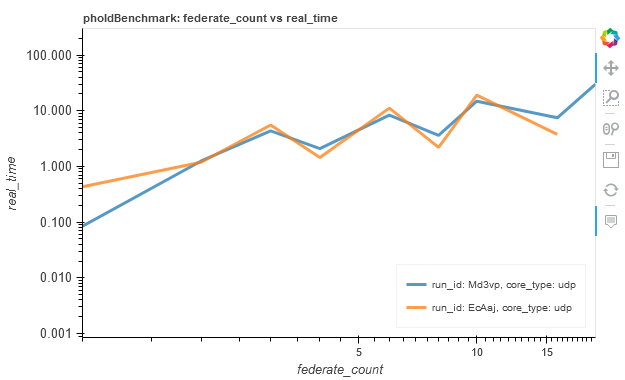 pholdBenchmark: federate_count vs real_time
100.000
10.000
1.000
0.100
0.010
0.001
real_time
run_id: Md3vp, core_type: udp
run_id: EcAaj, core_type: udp
5
10
15
federate_count